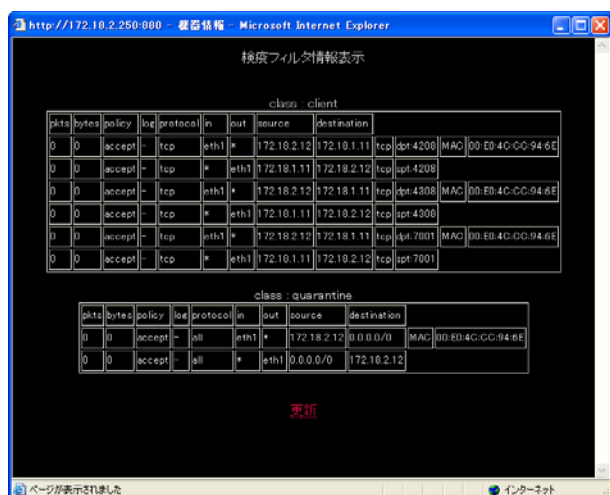 http://172.18.2.250:880 - 機器情報 - Microsoft Internet Explorer
検疫フィルタ情報表示
class : client
pkts bytes policy log protocol in out source destination
0 0 accept - tcp eth1 * 172.18.2.12 172.18.1.11 tcp dpt:4208 MAC 00:E0:4C:CC:94:6E
0 0 accept - tcp * eth1 172.18.1.11 172.18.2.12 tcp spt:4208
0 0 accept - tcp eth1 * 172.18.2.12 172.18.1.11 tcp dpt:4308 MAC 00:E0:4C:CC:94:6E
0 0 accept - tcp * eth1 172.18.1.11 172.18.2.12 tcp spt:4308
0 0 accept - tcp eth1 * 172.18.2.12 172.18.1.11 tcp dpt:7001 MAC 00:E0:4C:CC:94:6E
0 0 accept - tcp * eth1 172.18.1.11 172.18.2.12 tcp spt:7001
class : quarantine
pkts bytes policy log protocol in out source destination
0 0 accept - all eth1 * 172.18.2.12 0.0.0.0/0 MAC 00:E0:4C:CC:94:6E
0 0 accept - all * eth1 0.0.0.0/0 172.18.2.12
更新
ページが表示されました インターネット